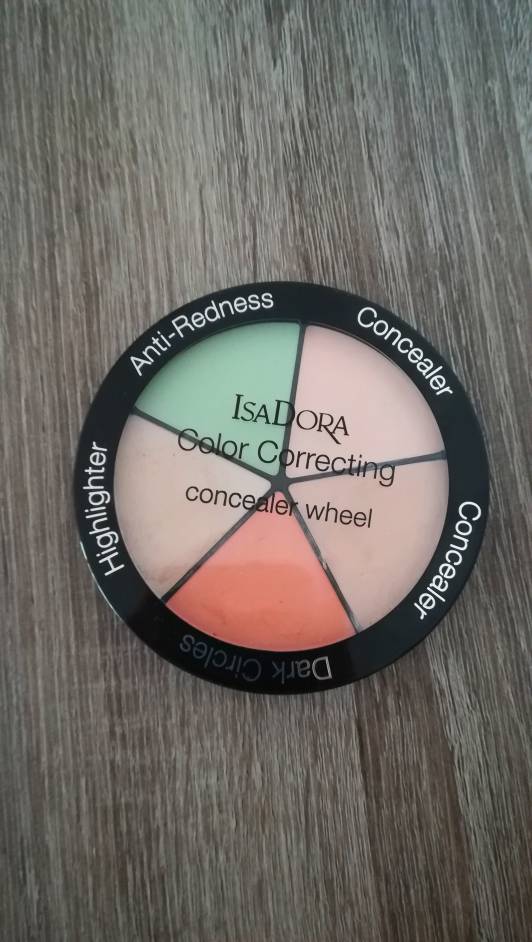 Anti-Redness
Concealer
IsaDora
Color Correcting
concealer wheel
Highlighter
Concealer
Dark Circles